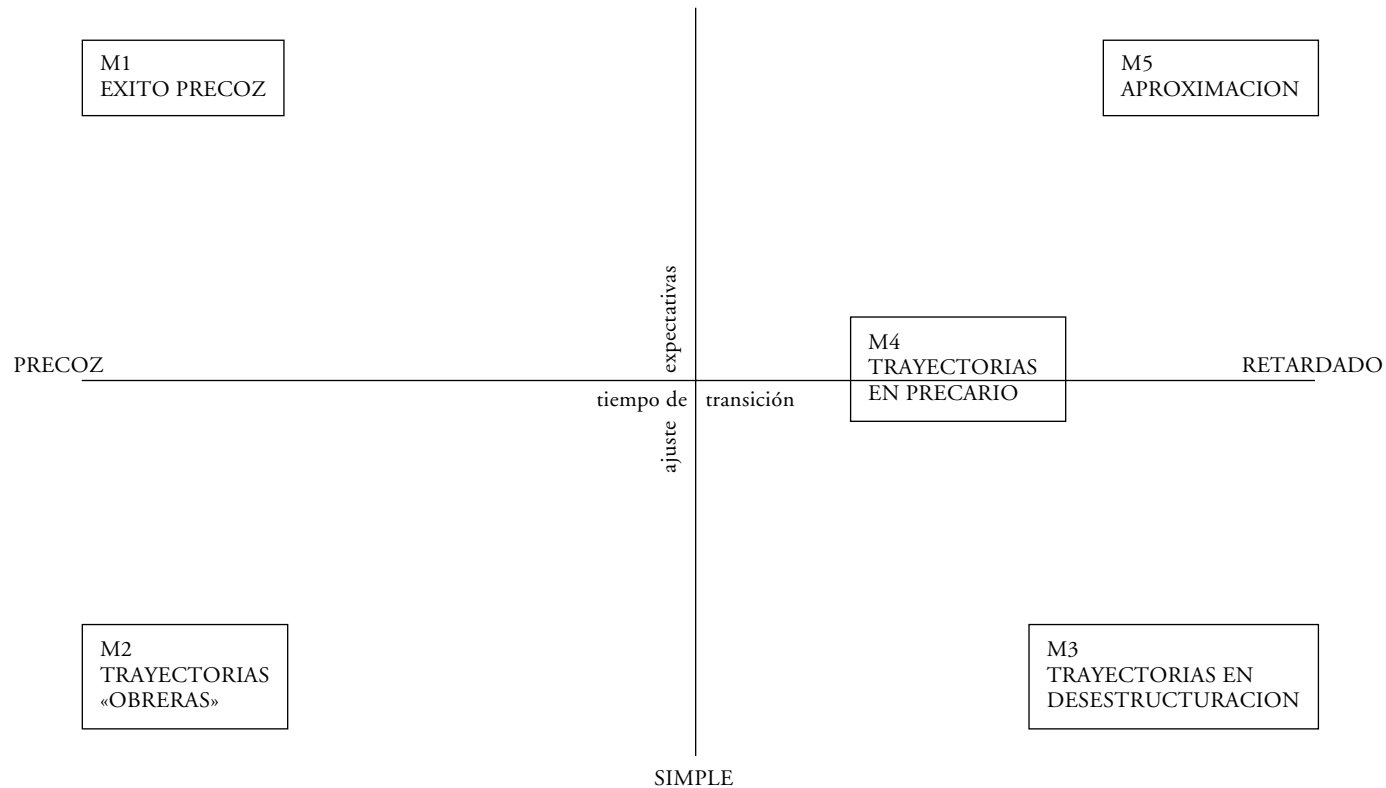 M1
EXITO PRECOZ
M5
APROXIMACION
expectativas
PRECOZ
M4
TRAYECTORIAS
EN PRECARIO
RETARDADO
tiempo de transición
ajuste
M2
TRAYECTORIAS
«OBRERAS»
M3
TRAYECTORIAS EN
DESESTRUCTURACION
SIMPLE